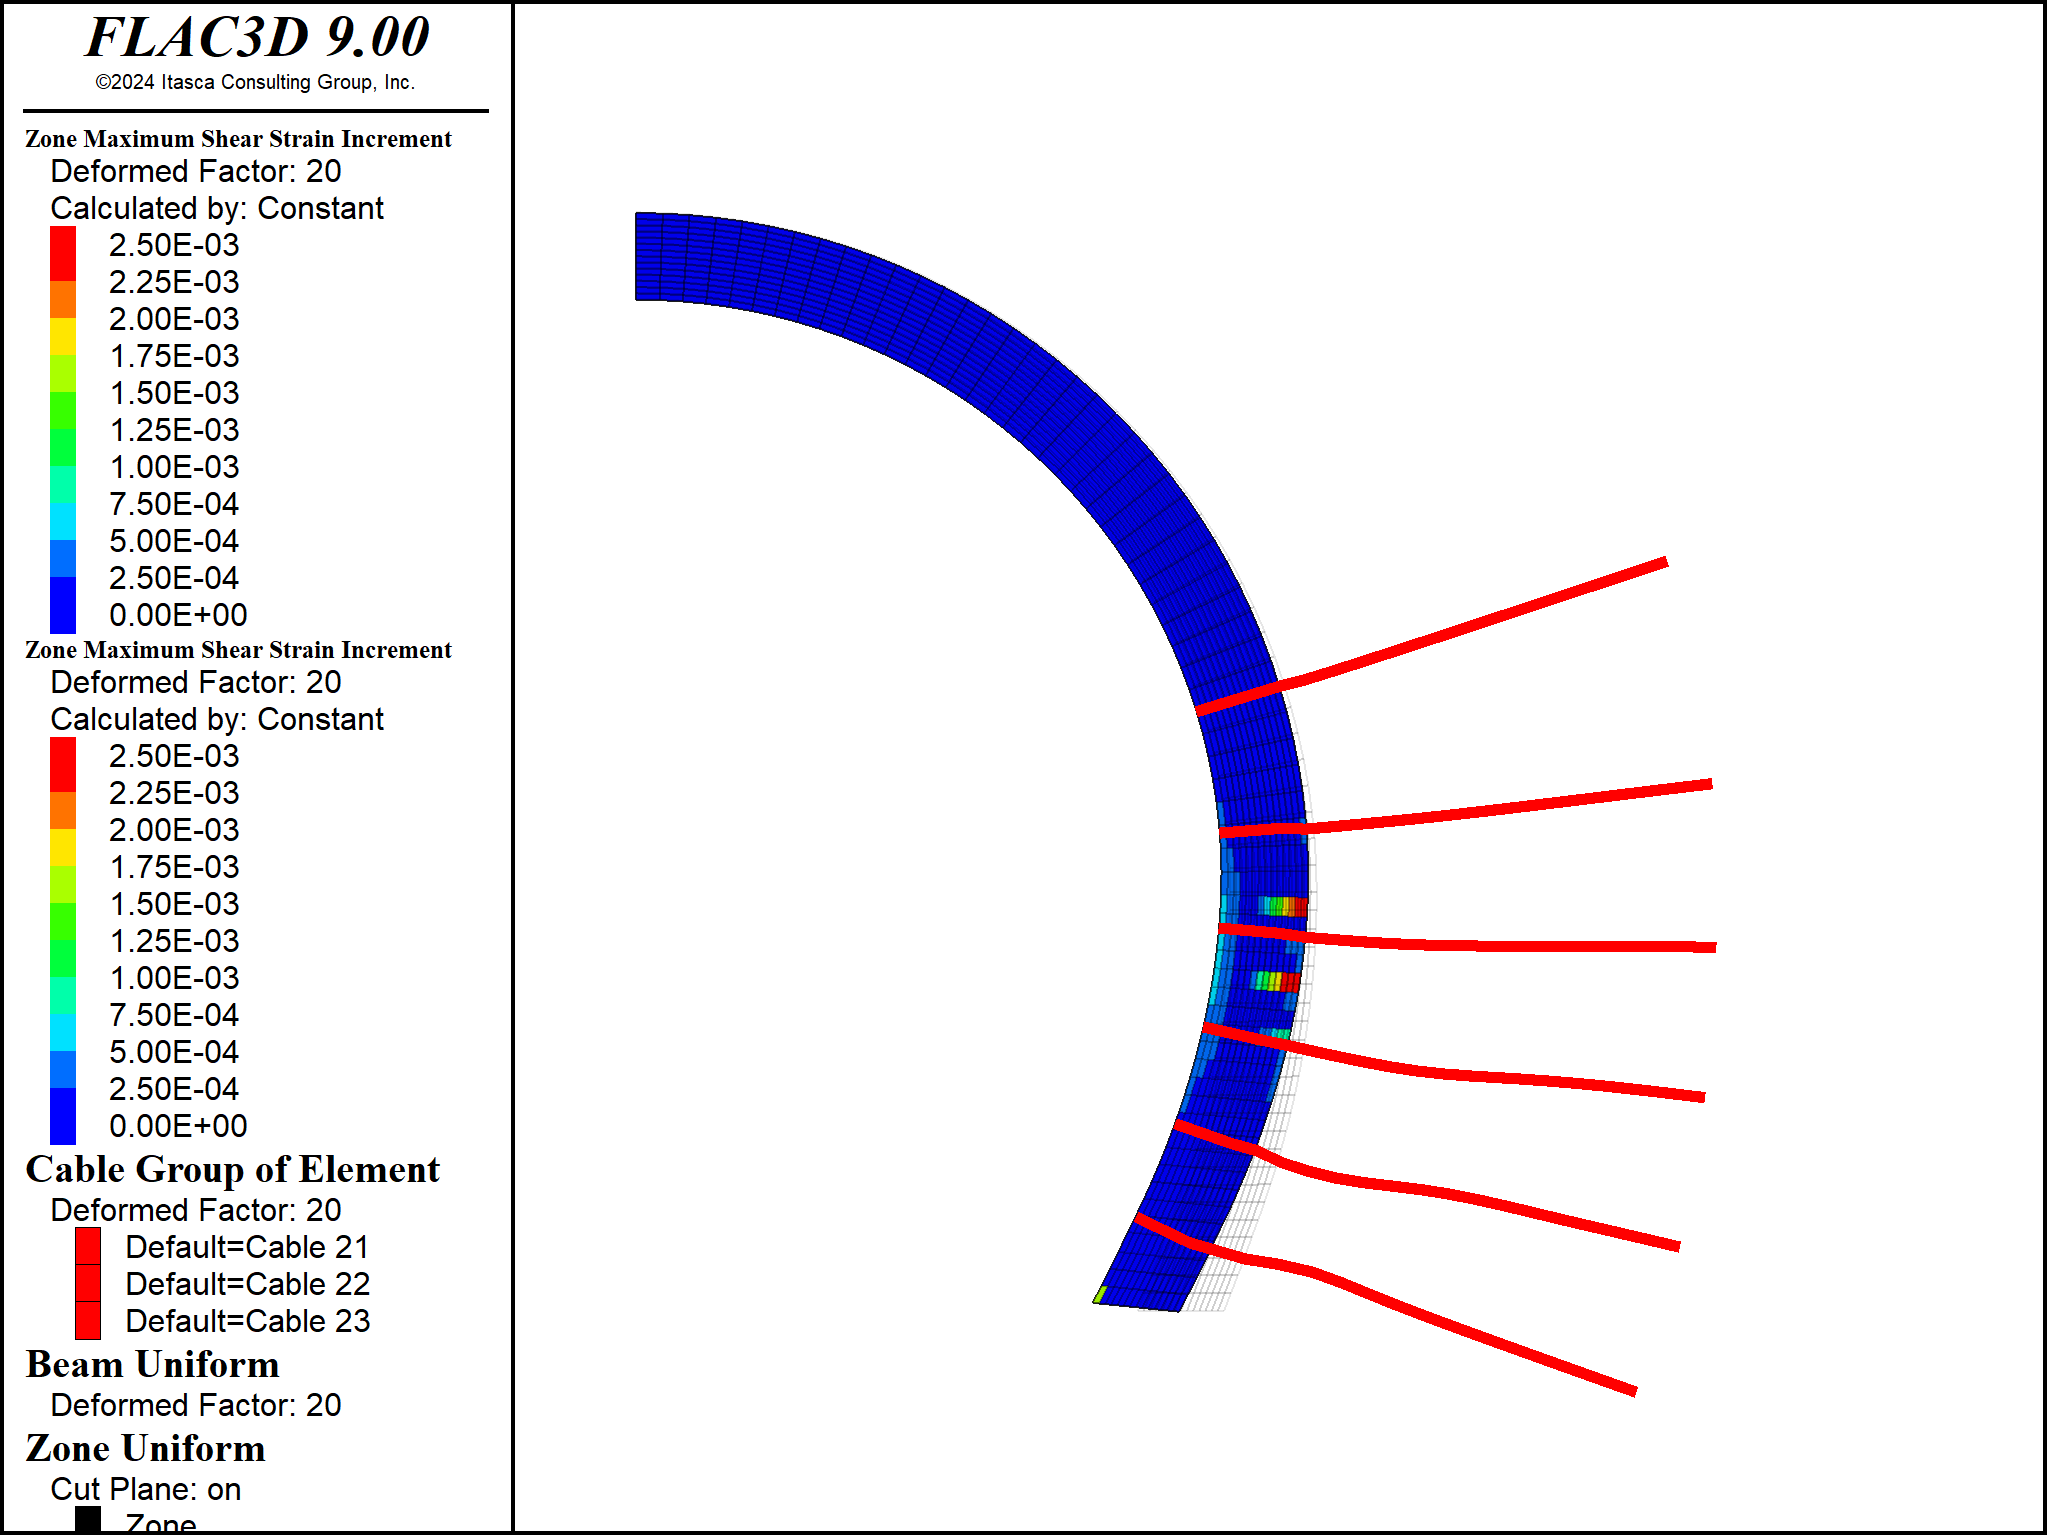 FLAC3D 9.00
©2024 Itasca Consulting Group, Inc.
Zone Maximum Shear Strain Increment
Deformed Factor: 20
Calculated by: Constant
2.50E-03
2.25E-03
2.00E-03
1.75E-03
1.50E-03
1.25E-03
1.00E-03
7.50E-04
5.00E-04
2.50E-04
0.00E+00
Zone Maximum Shear Strain Increment
Deformed Factor: 20
Calculated by: Constant
2.50E-03
2.25E-03
2.00E-03
1.75E-03
1.50E-03
1.25E-03
1.00E-03
7.50E-04
5.00E-04
2.50E-04
0.00E+00
Cable Group of Element
Deformed Factor: 20
Default=Cable 21
Default=Cable 22
Default=Cable 23
Beam Uniform
Deformed Factor: 20
Zone Uniform
Cut Plane: on
Zone